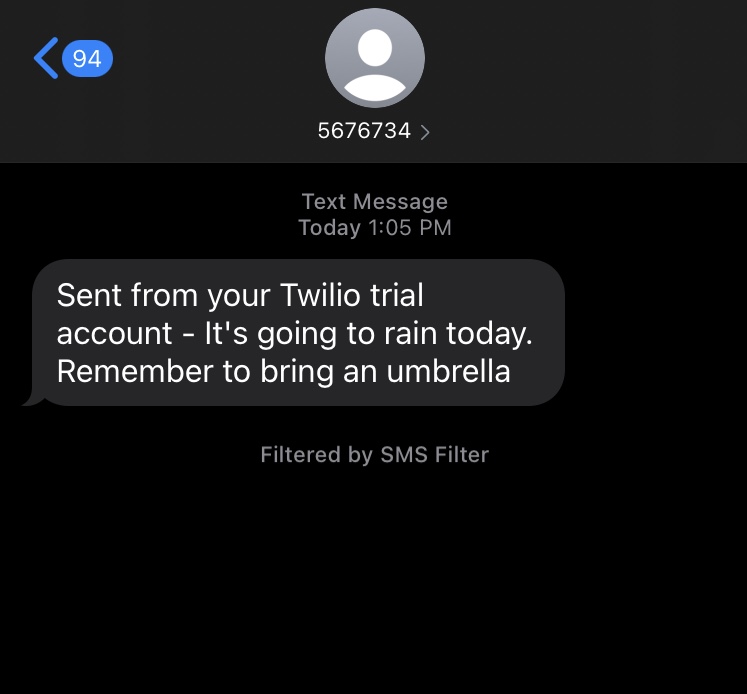 94
5676734
Text Message
Today 1:05 PM
Sent from your Twilio trial
account - It's going to rain today.
Remember to bring an umbrella
Filtered by SMS Filter